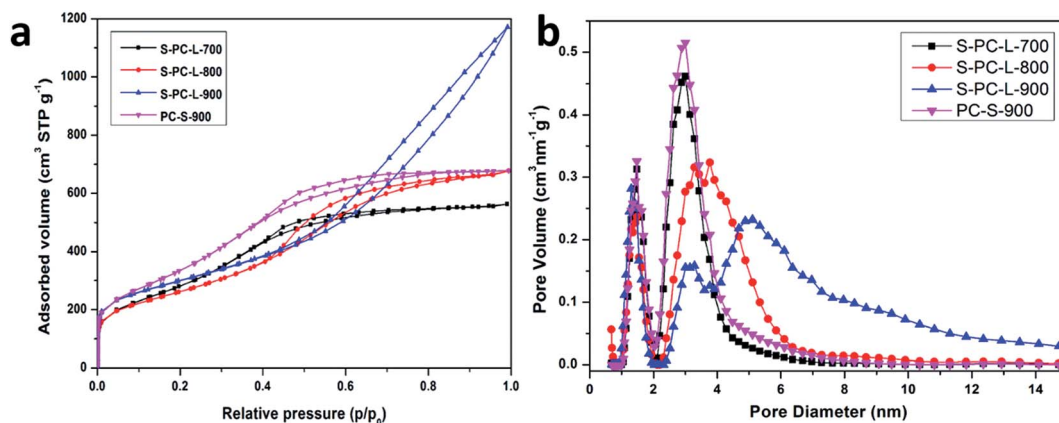 a
Adsorbed volume (cm³ STP g⁻¹)
1200
1000
800
600
400
200
0
S-PC-L-700
S-PC-L-800
S-PC-L-900
PC-S-900
0.0 0.2 0.4 0.6 0.8 1.0
Relative pressure (p/p₀)
b
Pore Volume (cm³nm⁻¹g⁻¹)
0.5
0.4
0.3
0.2
0.1
0.0
S-PC-L-700
S-PC-L-800
S-PC-L-900
PC-S-900
0 2 4 6 8 10 12 14
Pore Diameter (nm)